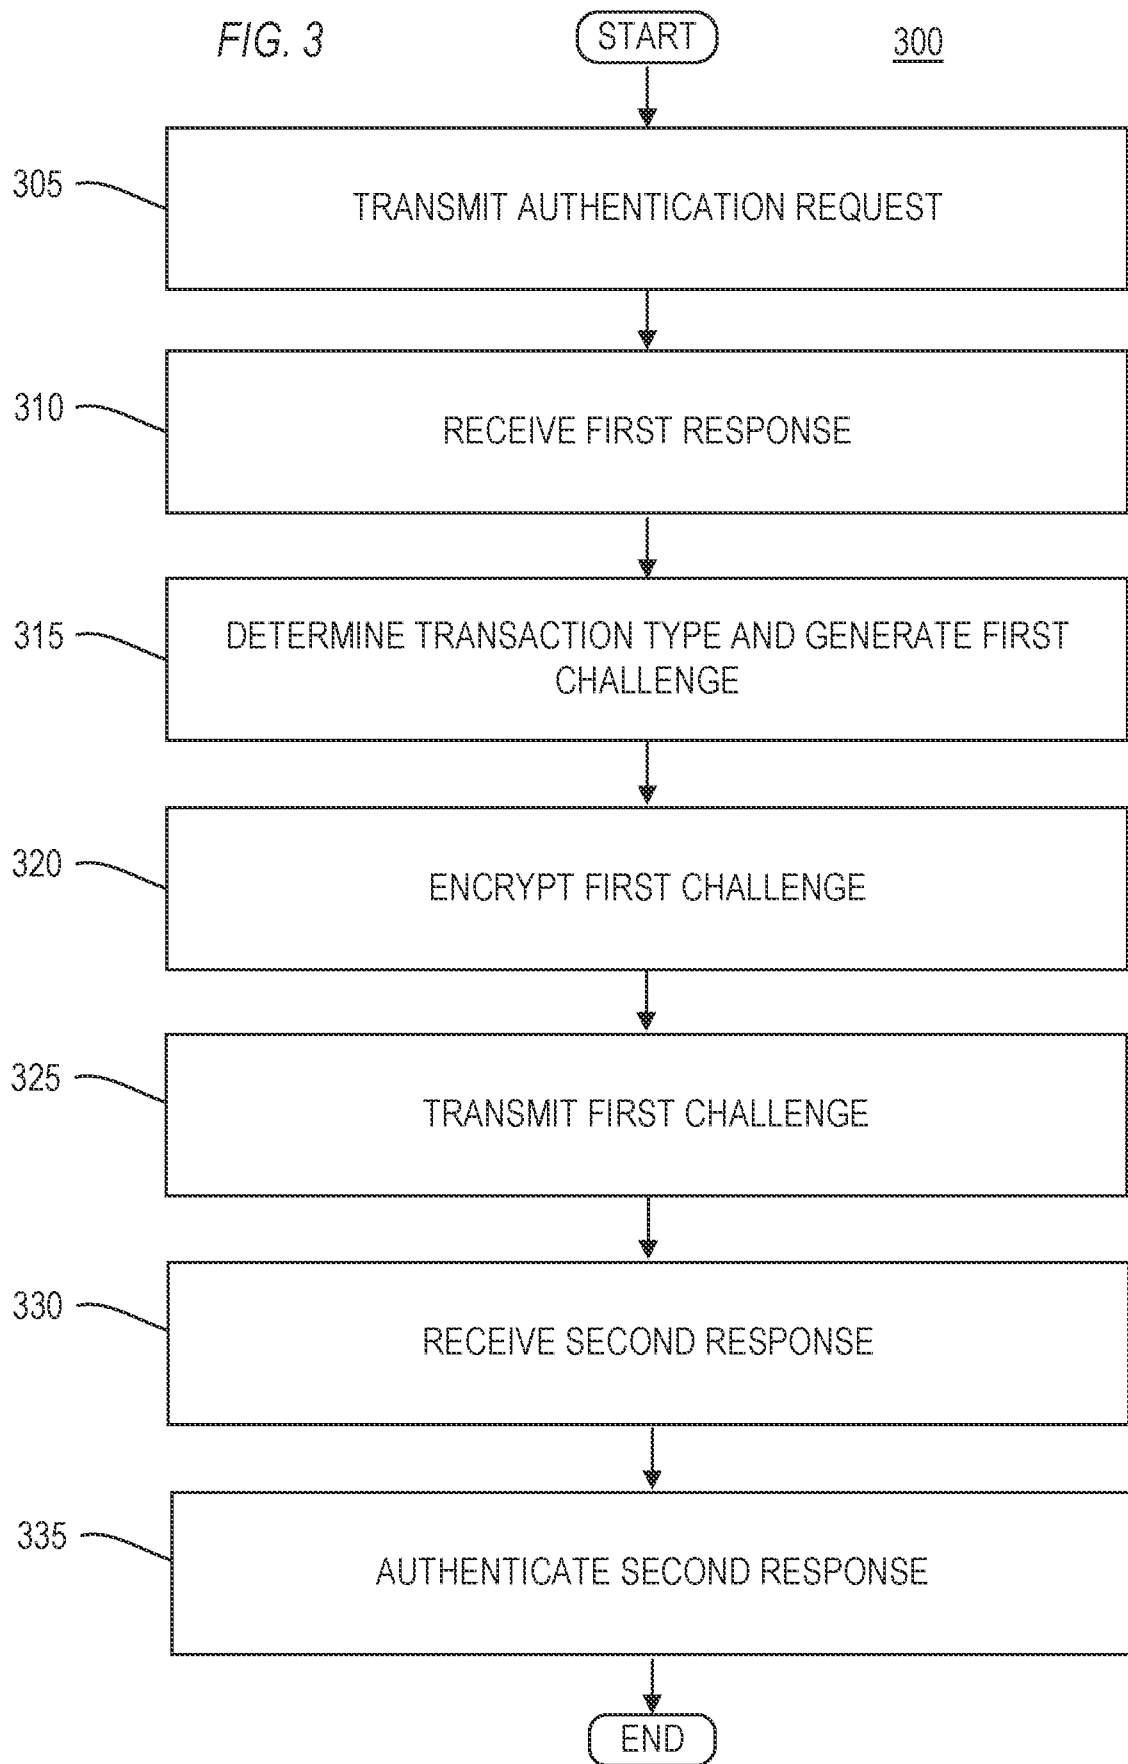 FIG. 3
START
300
305
TRANSMIT AUTHENTICATION REQUEST
310
RECEIVE FIRST RESPONSE
315
DETERMINE TRANSACTION TYPE AND GENERATE FIRST
CHALLENGE
320
ENCRYPT FIRST CHALLENGE
325
TRANSMIT FIRST CHALLENGE
330
RECEIVE SECOND RESPONSE
335
AUTHENTICATE SECOND RESPONSE
END